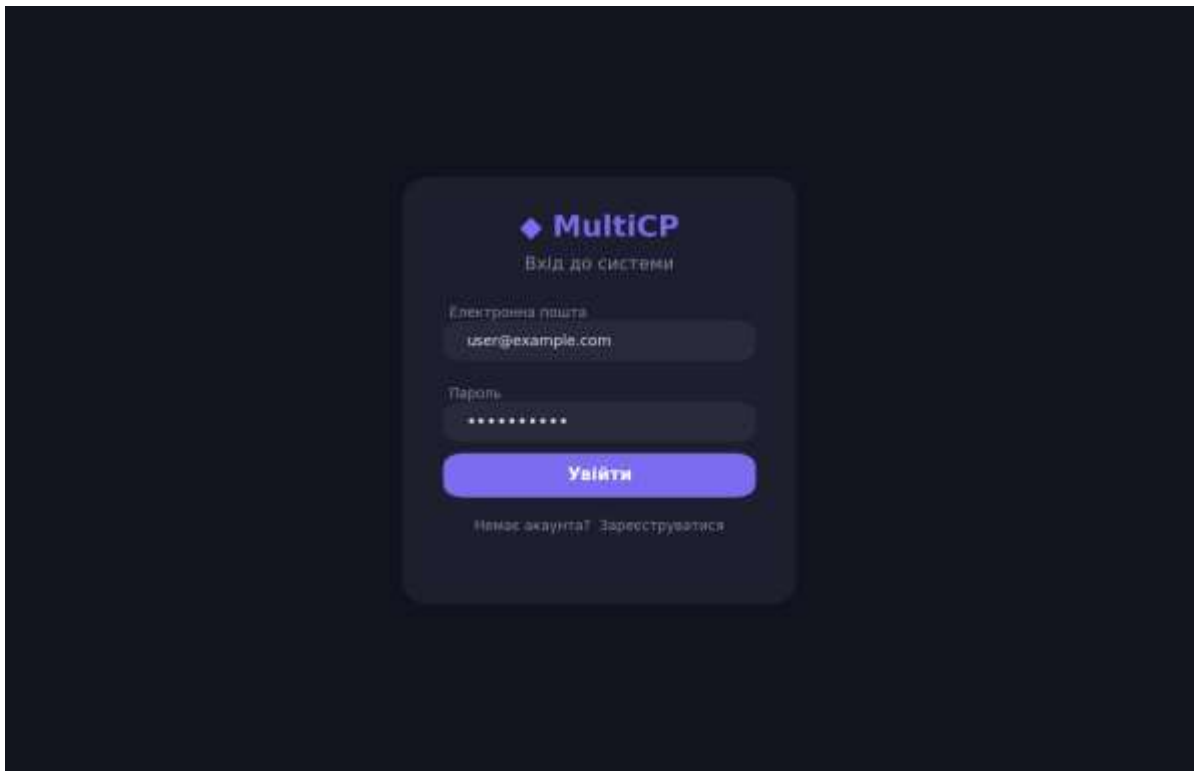 ◆ MultiCP
Вхід до системи
Електронна пошта
user@example.com
Пароль
••••••••••
Увійти
Немає акаунта? Зареєструватися